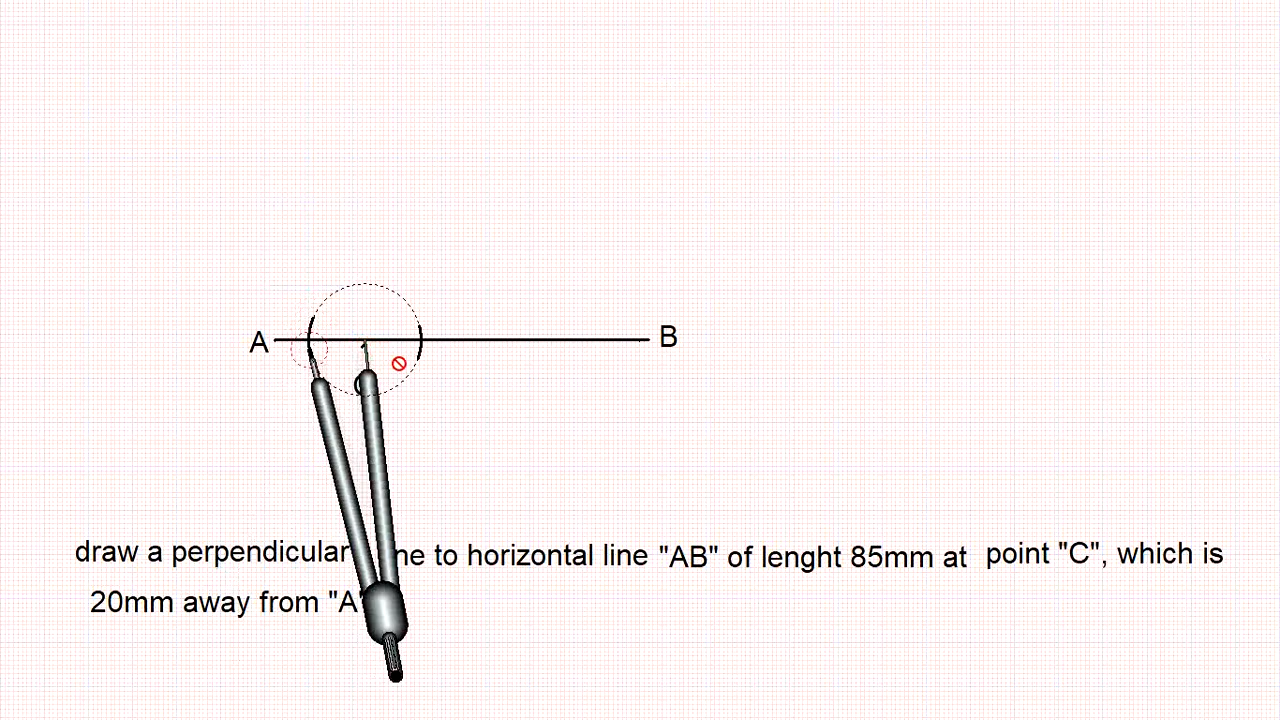 A B
C
draw a perpendicular ne to horizontal line "AB" of lenght 85mm at point "C", which is
20mm away from "A"